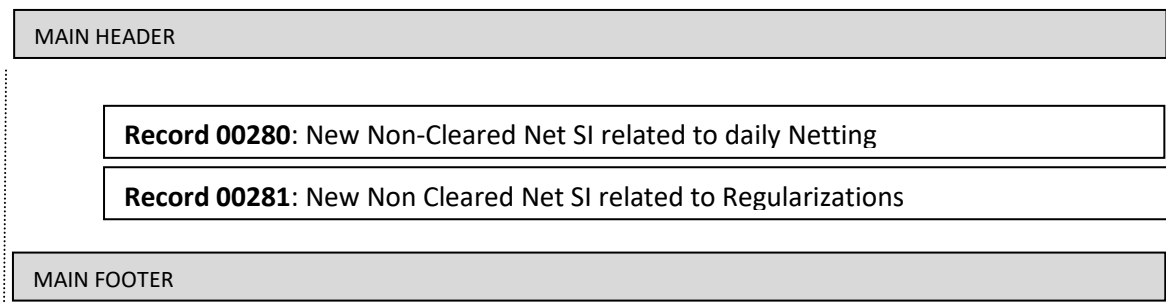 MAIN HEADER
Record 00280: New Non-Cleared Net SI related to daily Netting
Record 00281: New Non Cleared Net SI related to Regularizations
MAIN FOOTER